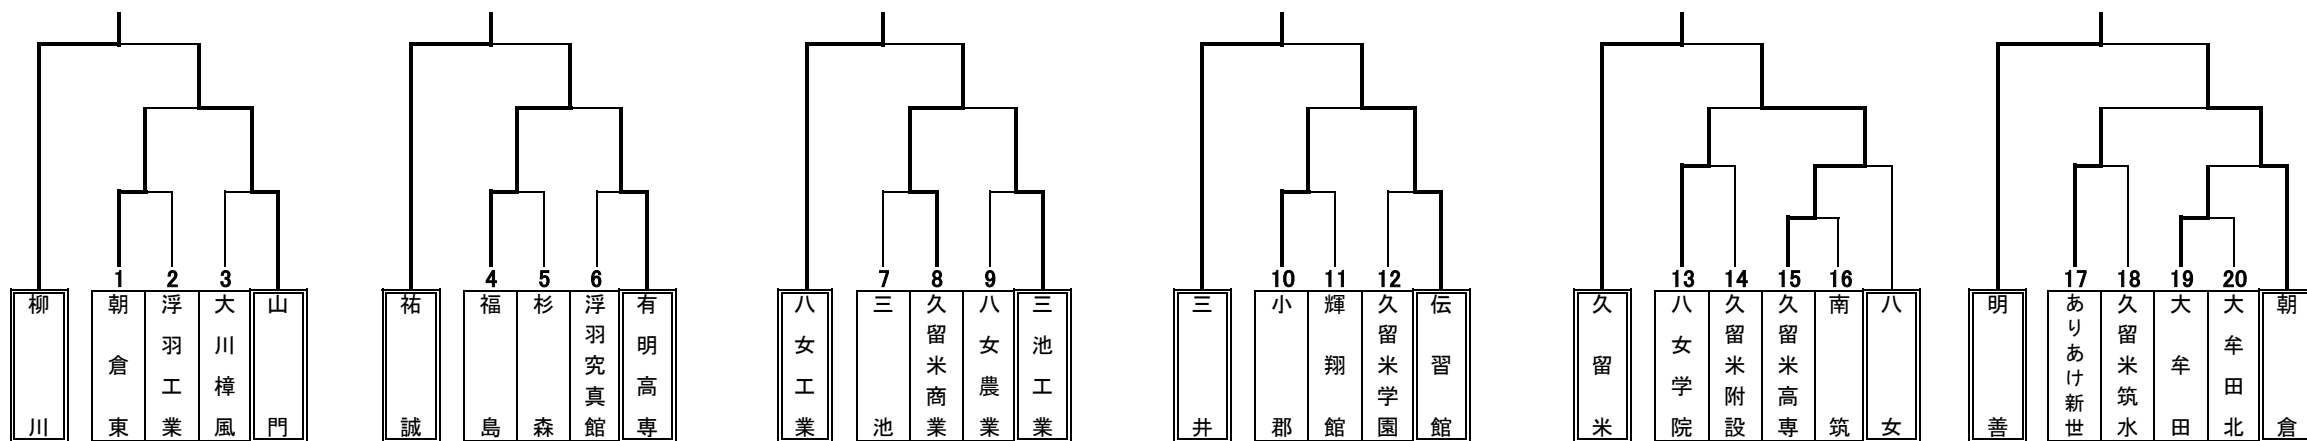 1 2 3 4 5 6 7 8 9 10 11 12 13 14 15 16 17 18 19 20
柳川
朝倉東
浮羽工業
大川樟風
山門
祐誠
福島
杉森
浮羽究真館
有明高専
八女工業
三池
久留米商業
八女農業
三池工業
三井
小郡
輝翔館
久留米学園
伝習館
久留米
八女学院
久留米附設
久留米高専
南筑
八女
明善
ありあけ新世
久留米筑水
大牟田
大牟田北
朝倉